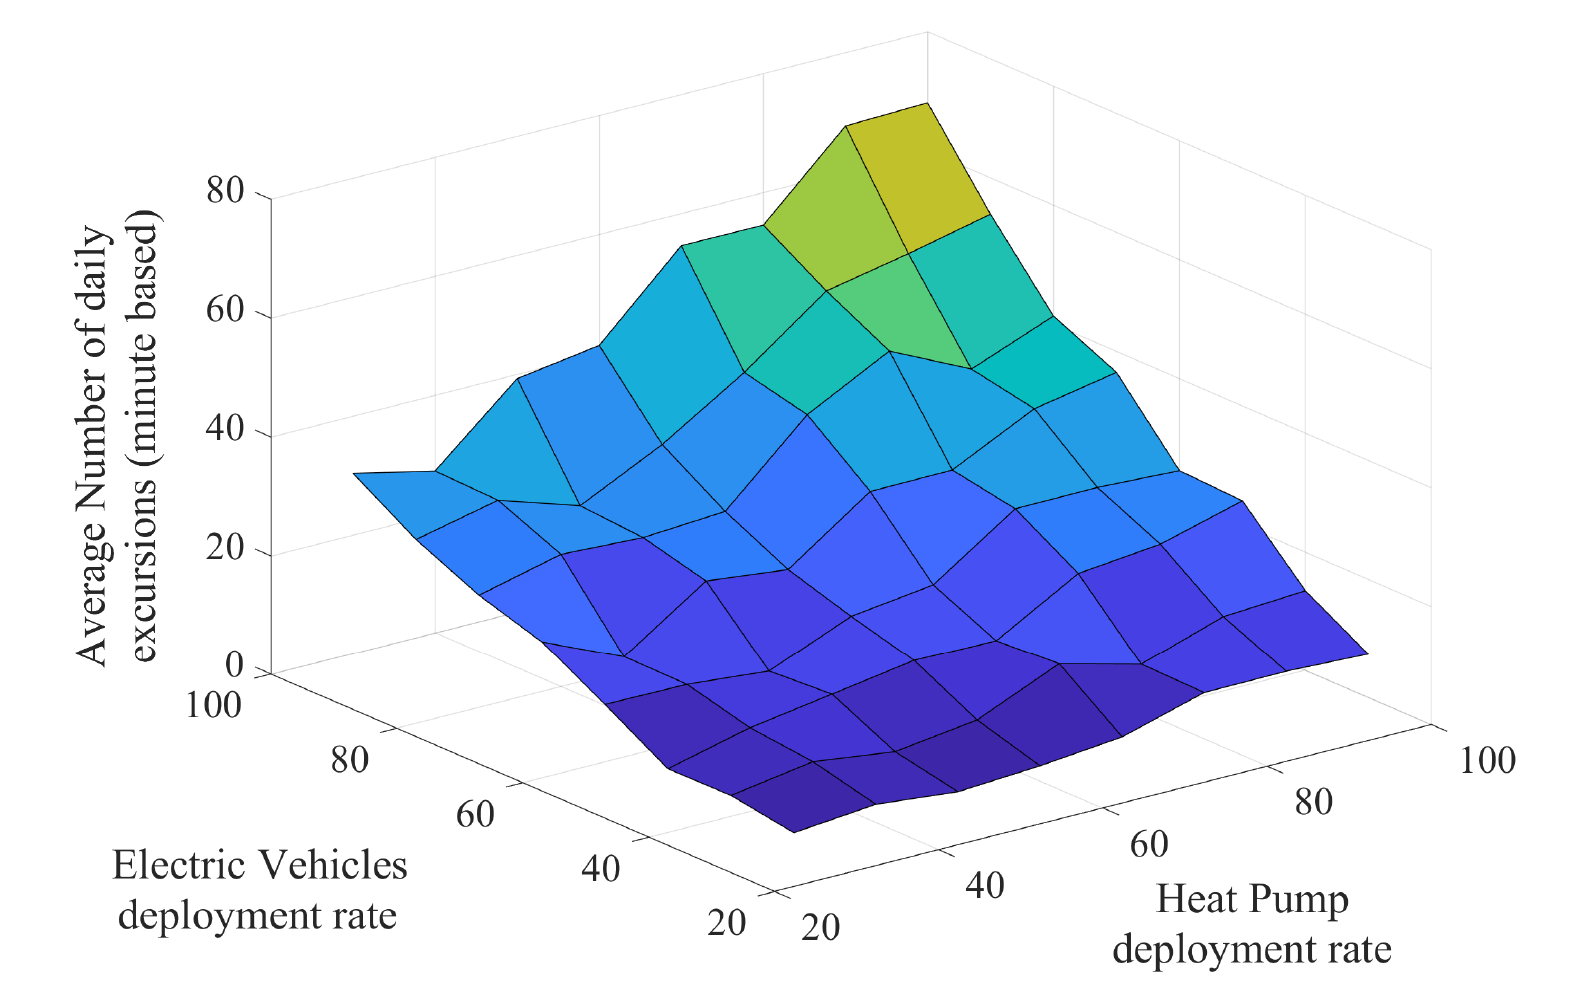 Average Number of daily
excursions (minute based)
80
60
40
20
0
100
80
60
40
20
Electric Vehicles
deployment rate
20
40
60
80
100
Heat Pump
deployment rate